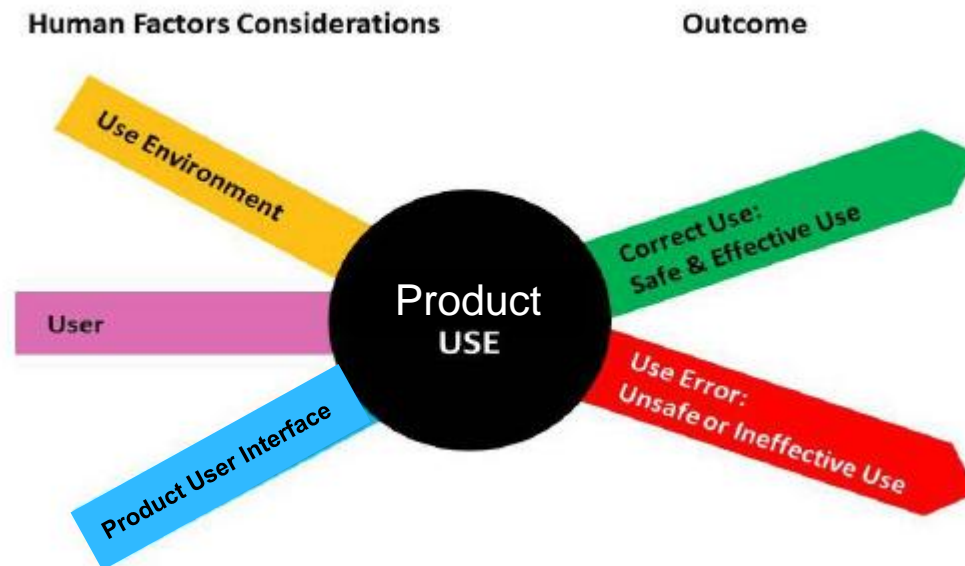 Human Factors Considerations
Outcome
Use Environment
User
Product User Interface
Product
USE
Correct Use:
Safe & Effective Use
Use Error:
Unsafe or Ineffective Use